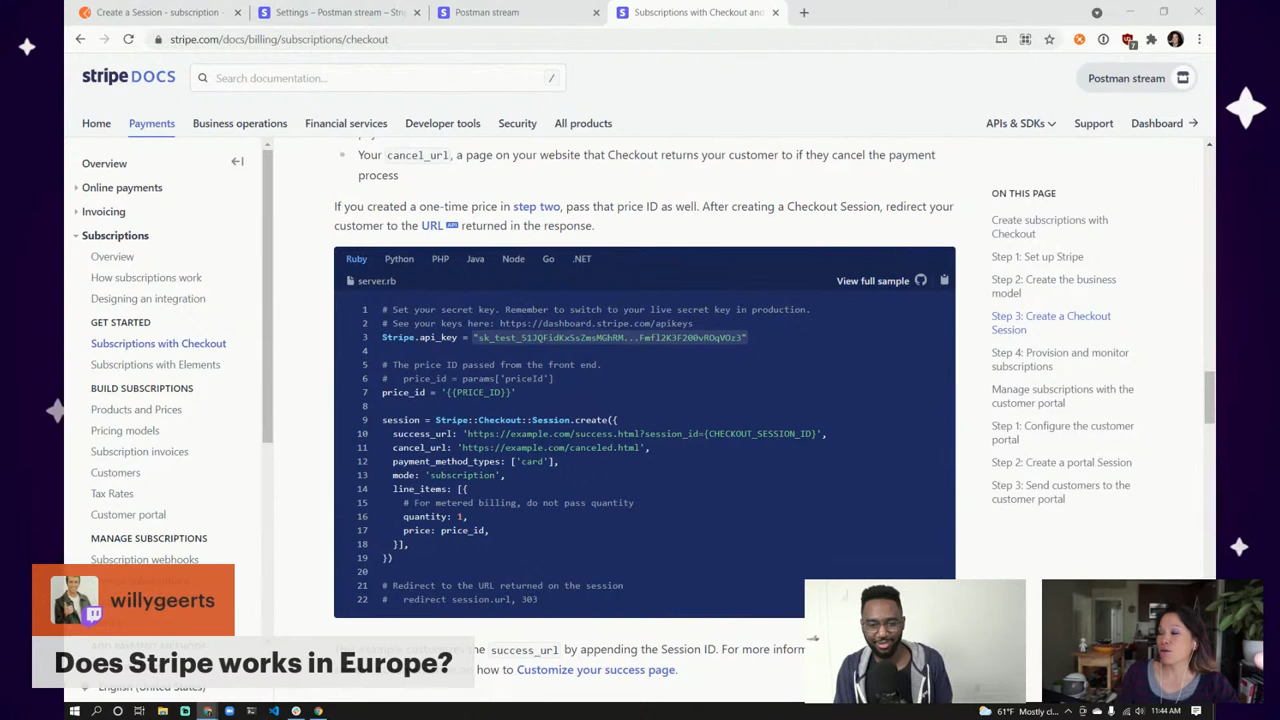 Create a Session - subscription
Settings – Postman stream – Stri
Postman stream
Subscriptions with Checkout and
stripe.com/docs/billing/subscriptions/checkout
7
stripe DOCS
Search documentation...
/
Postman stream
Home
Payments
Business operations
Financial services
Developer tools
Security
All products
APIs & SDKs
Support
Dashboard
Overview
Online payments
Invoicing
Subscriptions
Overview
How subscriptions work
Designing an integration
GET STARTED
Subscriptions with Checkout
Subscriptions with Elements
BUILD SUBSCRIPTIONS
Products and Prices
Pricing models
Subscription invoices
Customers
Tax Rates
Customer portal
MANAGE SUBSCRIPTIONS
Subscription webhooks
English (United States)
Your cancel_url, a page on your website that Checkout returns your customer to if they cancel the payment
process
If you created a one-time price in step two, pass that price ID as well. After creating a Checkout Session, redirect your
customer to the URL API returned in the response.
Ruby Python PHP Java Node Go .NET
server.rb
View full sample
1 # Set your secret key. Remember to switch to your live secret key in production.
2 # See your keys here: https://dashboard.stripe.com/apikeys
3 Stripe.api_key = "sk_test_51JQFidKxSsZmsMGhRM...Fmfl2K3F200vROqVOz3"
4
5 # The price ID passed from the front end.
6 # price_id = params['priceId']
7 price_id = '{{PRICE_ID}}'
8
9 session = Stripe::Checkout::Session.create({
10 success_url: 'https://example.com/success.html?session_id={CHECKOUT_SESSION_ID}',
11 cancel_url: 'https://example.com/canceled.html',
12 payment_method_types: ['card'],
13 mode: 'subscription',
14 line_items: [{
15 # For metered billing, do not pass quantity
16 quantity: 1,
17 price: price_id,
18 }],
19 })
20
21 # Redirect to the URL returned on the session
22 # redirect session.url, 303
success_url by appending the Session ID. For more inform
how to Customize your success page.
ON THIS PAGE
Create subscriptions with
Checkout
Step 1: Set up Stripe
Step 2: Create the business
model
Step 3: Create a Checkout
Session
Step 4: Provision and monitor
subscriptions
Manage subscriptions with the
customer portal
Step 1: Configure the customer
portal
Step 2: Create a portal Session
Step 3: Send customers to the
customer portal
willygeerts
Does Stripe works in Europe?
61°F Mostly cl...
11:44 AM